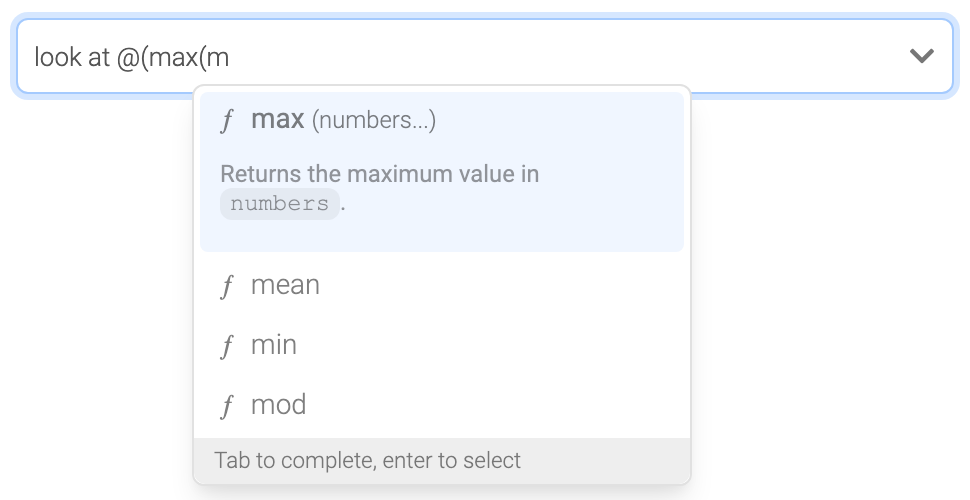 look at @(max(m
ƒ max (numbers...)
Returns the maximum value in
numbers.
ƒ mean
ƒ min
ƒ mod
Tab to complete, enter to select